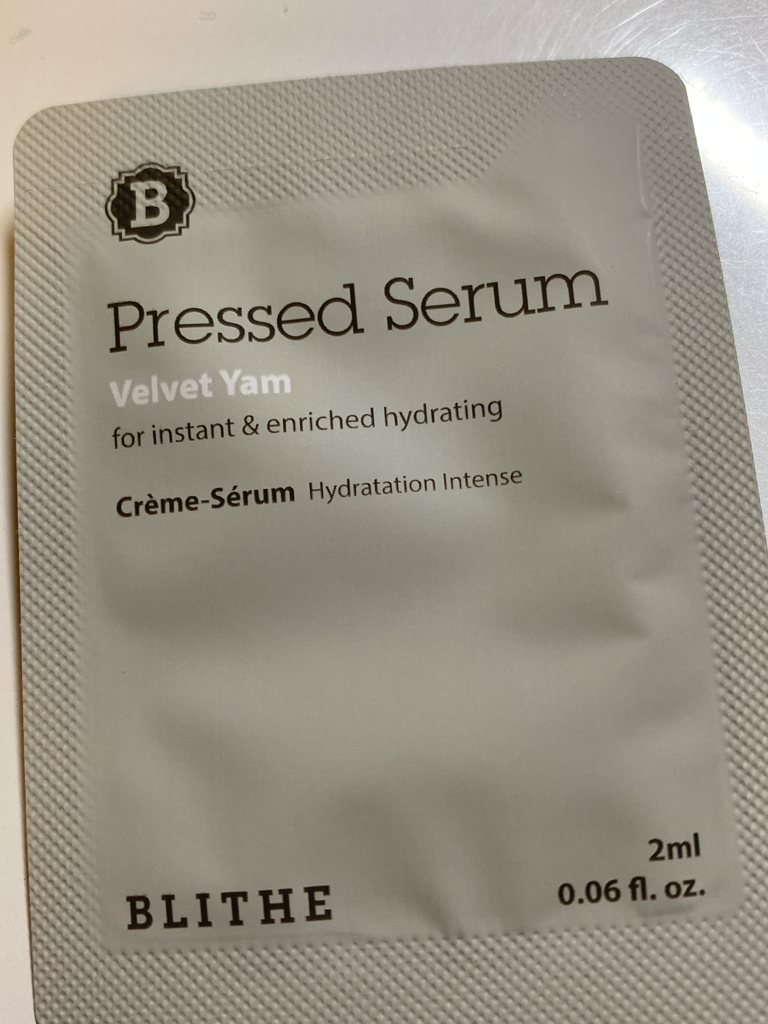 B
Pressed Serum
Velvet Yam
for instant & enriched hydrating
Crème-Sérum Hydratation Intense
2ml
0.06 fl. oz.
BLITHE